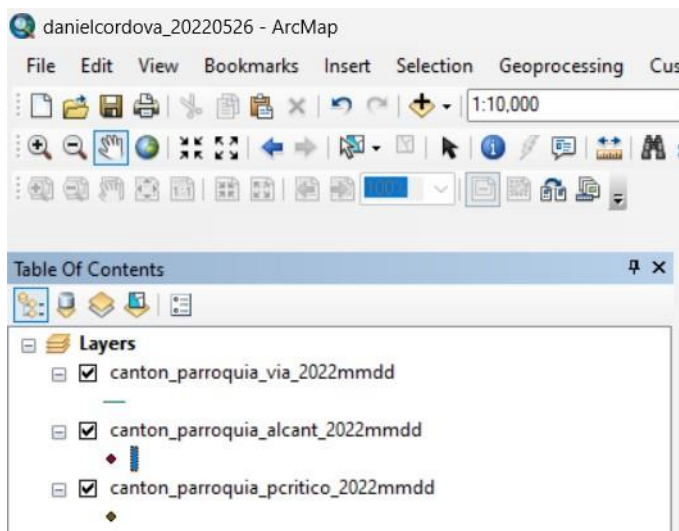 danielcordova_20220526 - ArcMap
File Edit View Bookmarks Insert Selection Geoprocessing Cus
1:10,000
100%
Table Of Contents
Layers
canton_parroquia_via_2022mmdd
canton_parroquia_alcant_2022mmdd
canton_parroquia_pcritico_2022mmdd